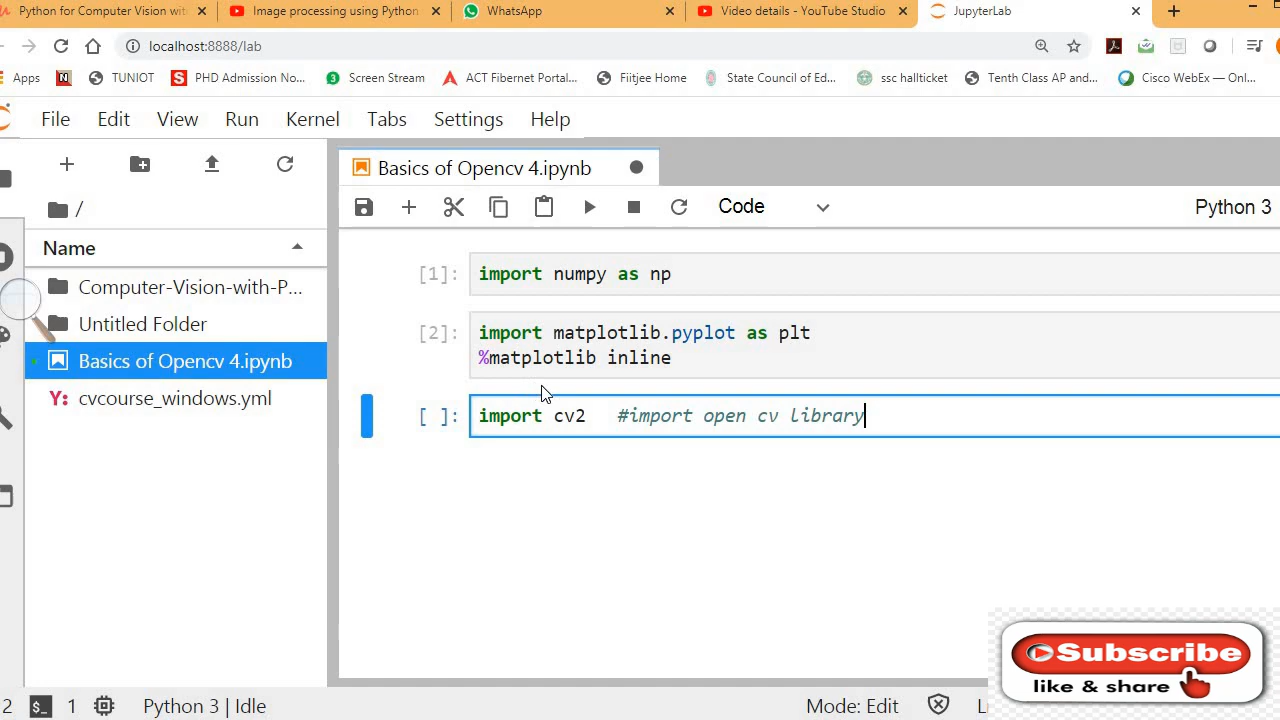 Python for Computer Vision wit
Image processing using Python
WhatsApp
Video details - YouTube Studio
JupyterLab
localhost:8888/lab
Apps
N
TUNIOT
S PHD Admission No...
3 Screen Stream
ACT Fibernet Portal...
Fiitjee Home
State Council of Ed...
ssc hallticket
Tenth Class AP and...
Cisco WebEx — Onl...
File Edit View Run Kernel Tabs Settings Help
Basics of Opencv 4.ipynb
/
Code
Python 3
Name
Computer-Vision-with-P...
Untitled Folder
Basics of Opencv 4.ipynb
Y: cvcourse_windows.yml
[1]: import numpy as np
[2]: import matplotlib.pyplot as plt
%matplotlib inline
[ ]: import cv2 #import open cv library
Subscribe
like & share
2 $_ 1 Python 3 | Idle
Mode: Edit